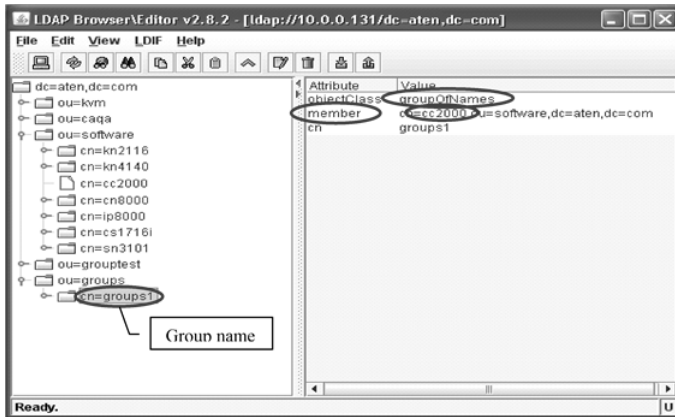 LDAP Browser\Editor v2.8.2 - [ldap://10.0.0.131/dc=aten,dc=com]
File Edit View LDIF Help
dc=aten,dc=com
ou=kvm
ou=caqa
ou=software
cn=kn2116
cn=kn4140
cn=cc2000
cn=cn8000
cn=ip8000
cn=cs1716i
cn=sn3101
ou=grouptest
ou=groups
cn=groups1
Group name
Attribute Value
objectClass groupOfNames
member cn=cc2000,ou=software,dc=aten,dc=com
cn groups1
Ready.
U